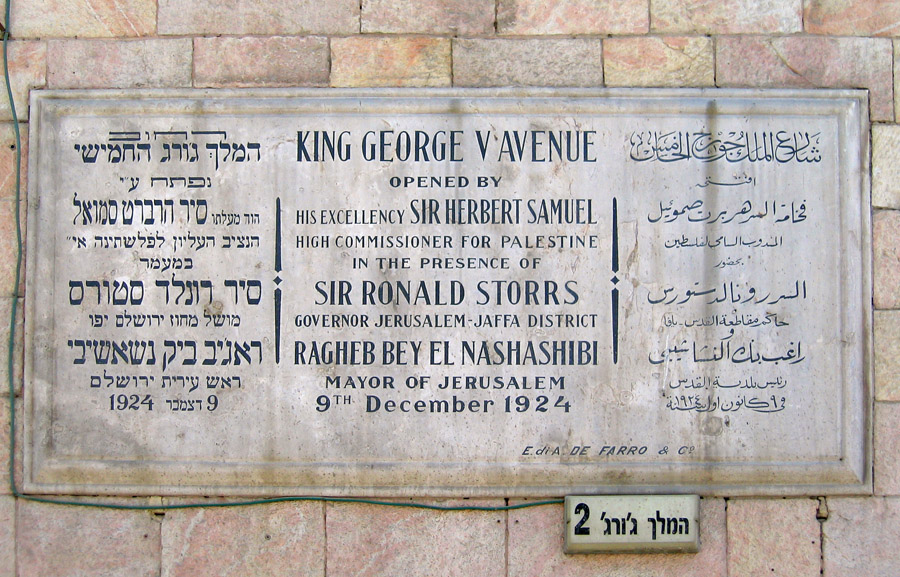 רחוב
המלך ג'ורג' החמישי
נפתח ע״י
הוד מעלתו סיר הרברט סמואל
הנציב העליון לפלשתינה א״י
במעמד
סיר רונלד סטורס
מושל מחוז ירושלם יפו
ראגיב ביק נשאשיבי
ראש עירית ירושלם
9 דצמבר 1924
KING GEORGE V AVENUE
OPENED BY
HIS EXCELLENCY SIR HERBERT SAMUEL
HIGH COMMISSIONER FOR PALESTINE
IN THE PRESENCE OF
SIR RONALD STORRS
GOVERNOR JERUSALEM-JAFFA DISTRICT
RAGHEB BEY EL NASHASHIBI
MAYOR OF JERUSALEM
9TH December 1924
شارع الملك جورج الخامس
افتتحه
فخامة السر هربرت صموئيل
المندوب السامي لفلسطين
بحضور
السر رونالد ستورس
حاكم مقاطعة القدس - يافا
و
راغب بك النشاشيبي
رئيس بلدية القدس
في ٩ كانون اول سنة ١٩٢٤
E. di A. DE FARRO & Co.
המלך ג'ורג' 2